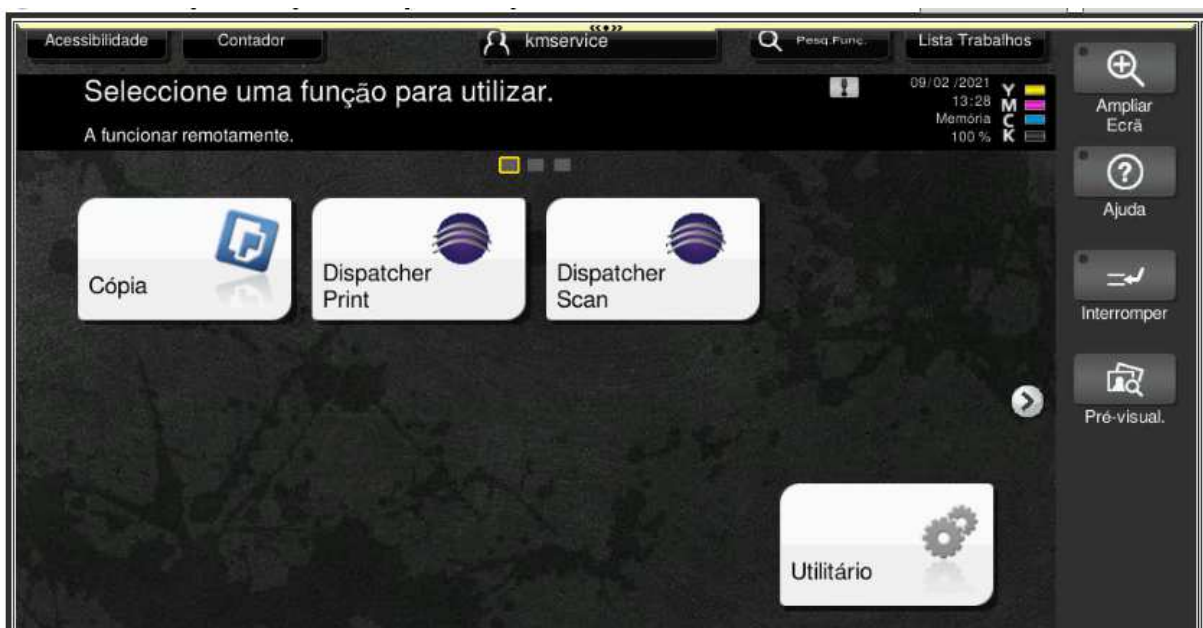 Acessibilidade
Contador
kmservice
Pesq.Funç.
Lista Trabalhos
Seleccione uma função para utilizar.
A funcionar remotamente.
09/02 /2021
13:28
Memória
100 %
Y
M
C
K
Cópia
Dispatcher
Print
Dispatcher
Scan
Utilitário
Ampliar
Ecrã
Ajuda
Interromper
Pré-visual.